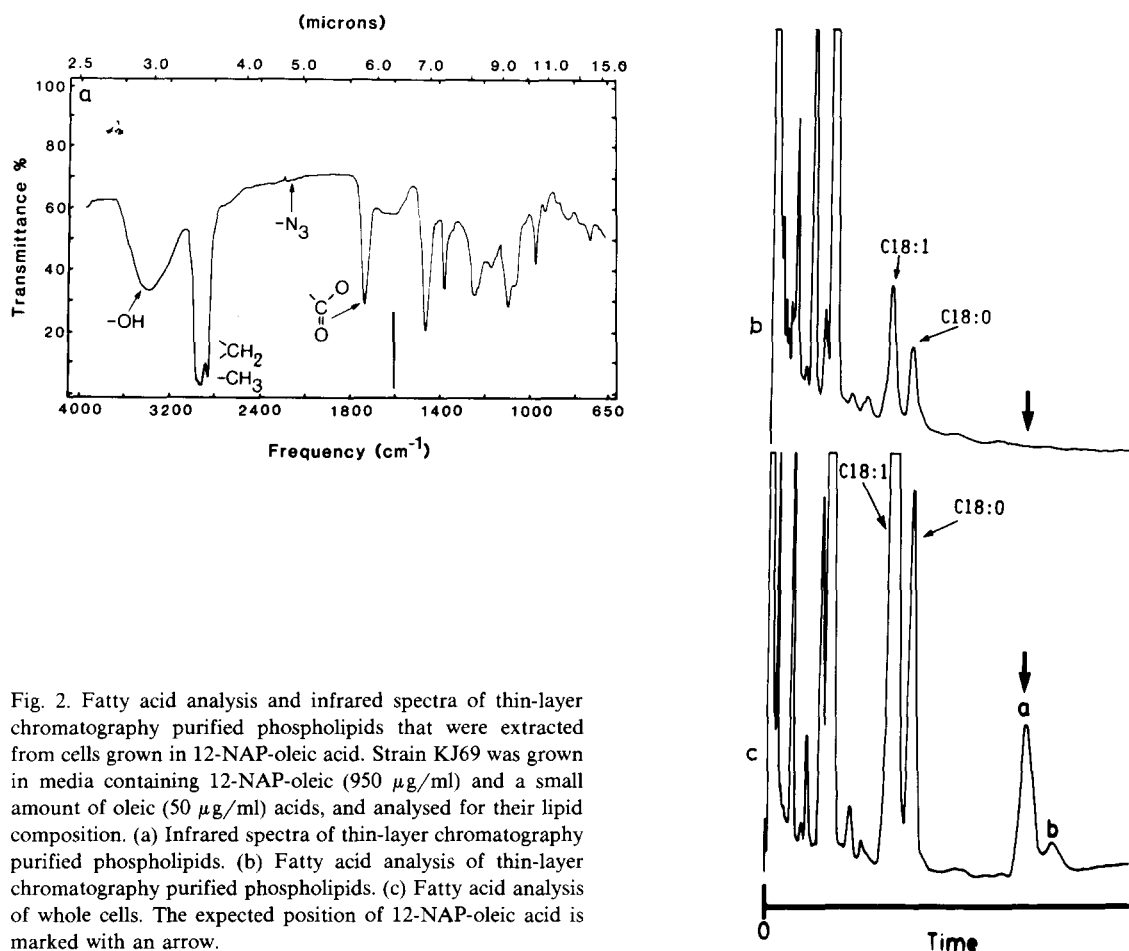 (microns)
2.5 3.0 4.0 5.0 6.0 7.0 8.0 9.0 11.0 15.0
a
100
80
60
40
20
Transmittance %
-OH
CH2
-CH3
-N3
C O
O
4000 3200 2400 1800 1400 1000 650
Frequency (cm-1)
b
C18:1
C18:0
c
C18:1
C18:0
a
b
0
Time
Fig. 2. Fatty acid analysis and infrared spectra of thin-layer
chromatography purified phospholipids that were extracted
from cells grown in 12-NAP-oleic acid. Strain KJ69 was grown
in media containing 12-NAP-oleic (950 μg/ml) and a small
amount of oleic (50 μg/ml) acids, and analysed for their lipid
composition. (a) Infrared spectra of thin-layer chromatography
purified phospholipids. (b) Fatty acid analysis of thin-layer
chromatography purified phospholipids. (c) Fatty acid analysis
of whole cells. The expected position of 12-NAP-oleic acid is
marked with an arrow.